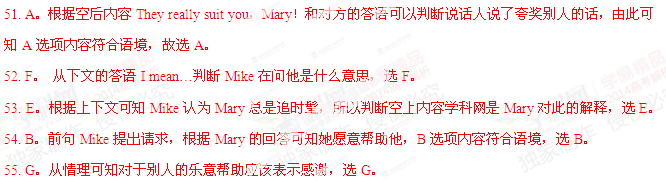 51. A。根据空后内容 They really suit you，Mary！和对方的答语可以判断说话人说了夸奖别人的话，由此可
知 A 选项内容符合语境，故选 A。
52. F。 从下文的答语 I mean…判断 Mike 在问他是什么意思，选 F。
53. E。根据上下文可知 Mike 认为 Mary 总是追时髦，所以判断空上内容学科网是 Mary 对此的解释，选 E。
54. B。前句 Mike 提出请求，根据 Mary 的回答可知她愿意帮助他，B 选项内容符合语境，选 B。
55. G。从情理可知对于别人的乐意帮助应该表示感谢，选 G。